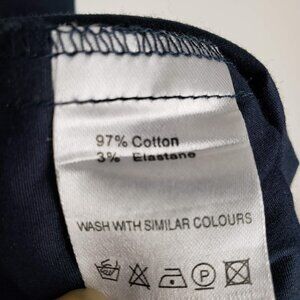 97% Cotton
3% Elastane
WASH WITH SIMILAR COLOURS
P